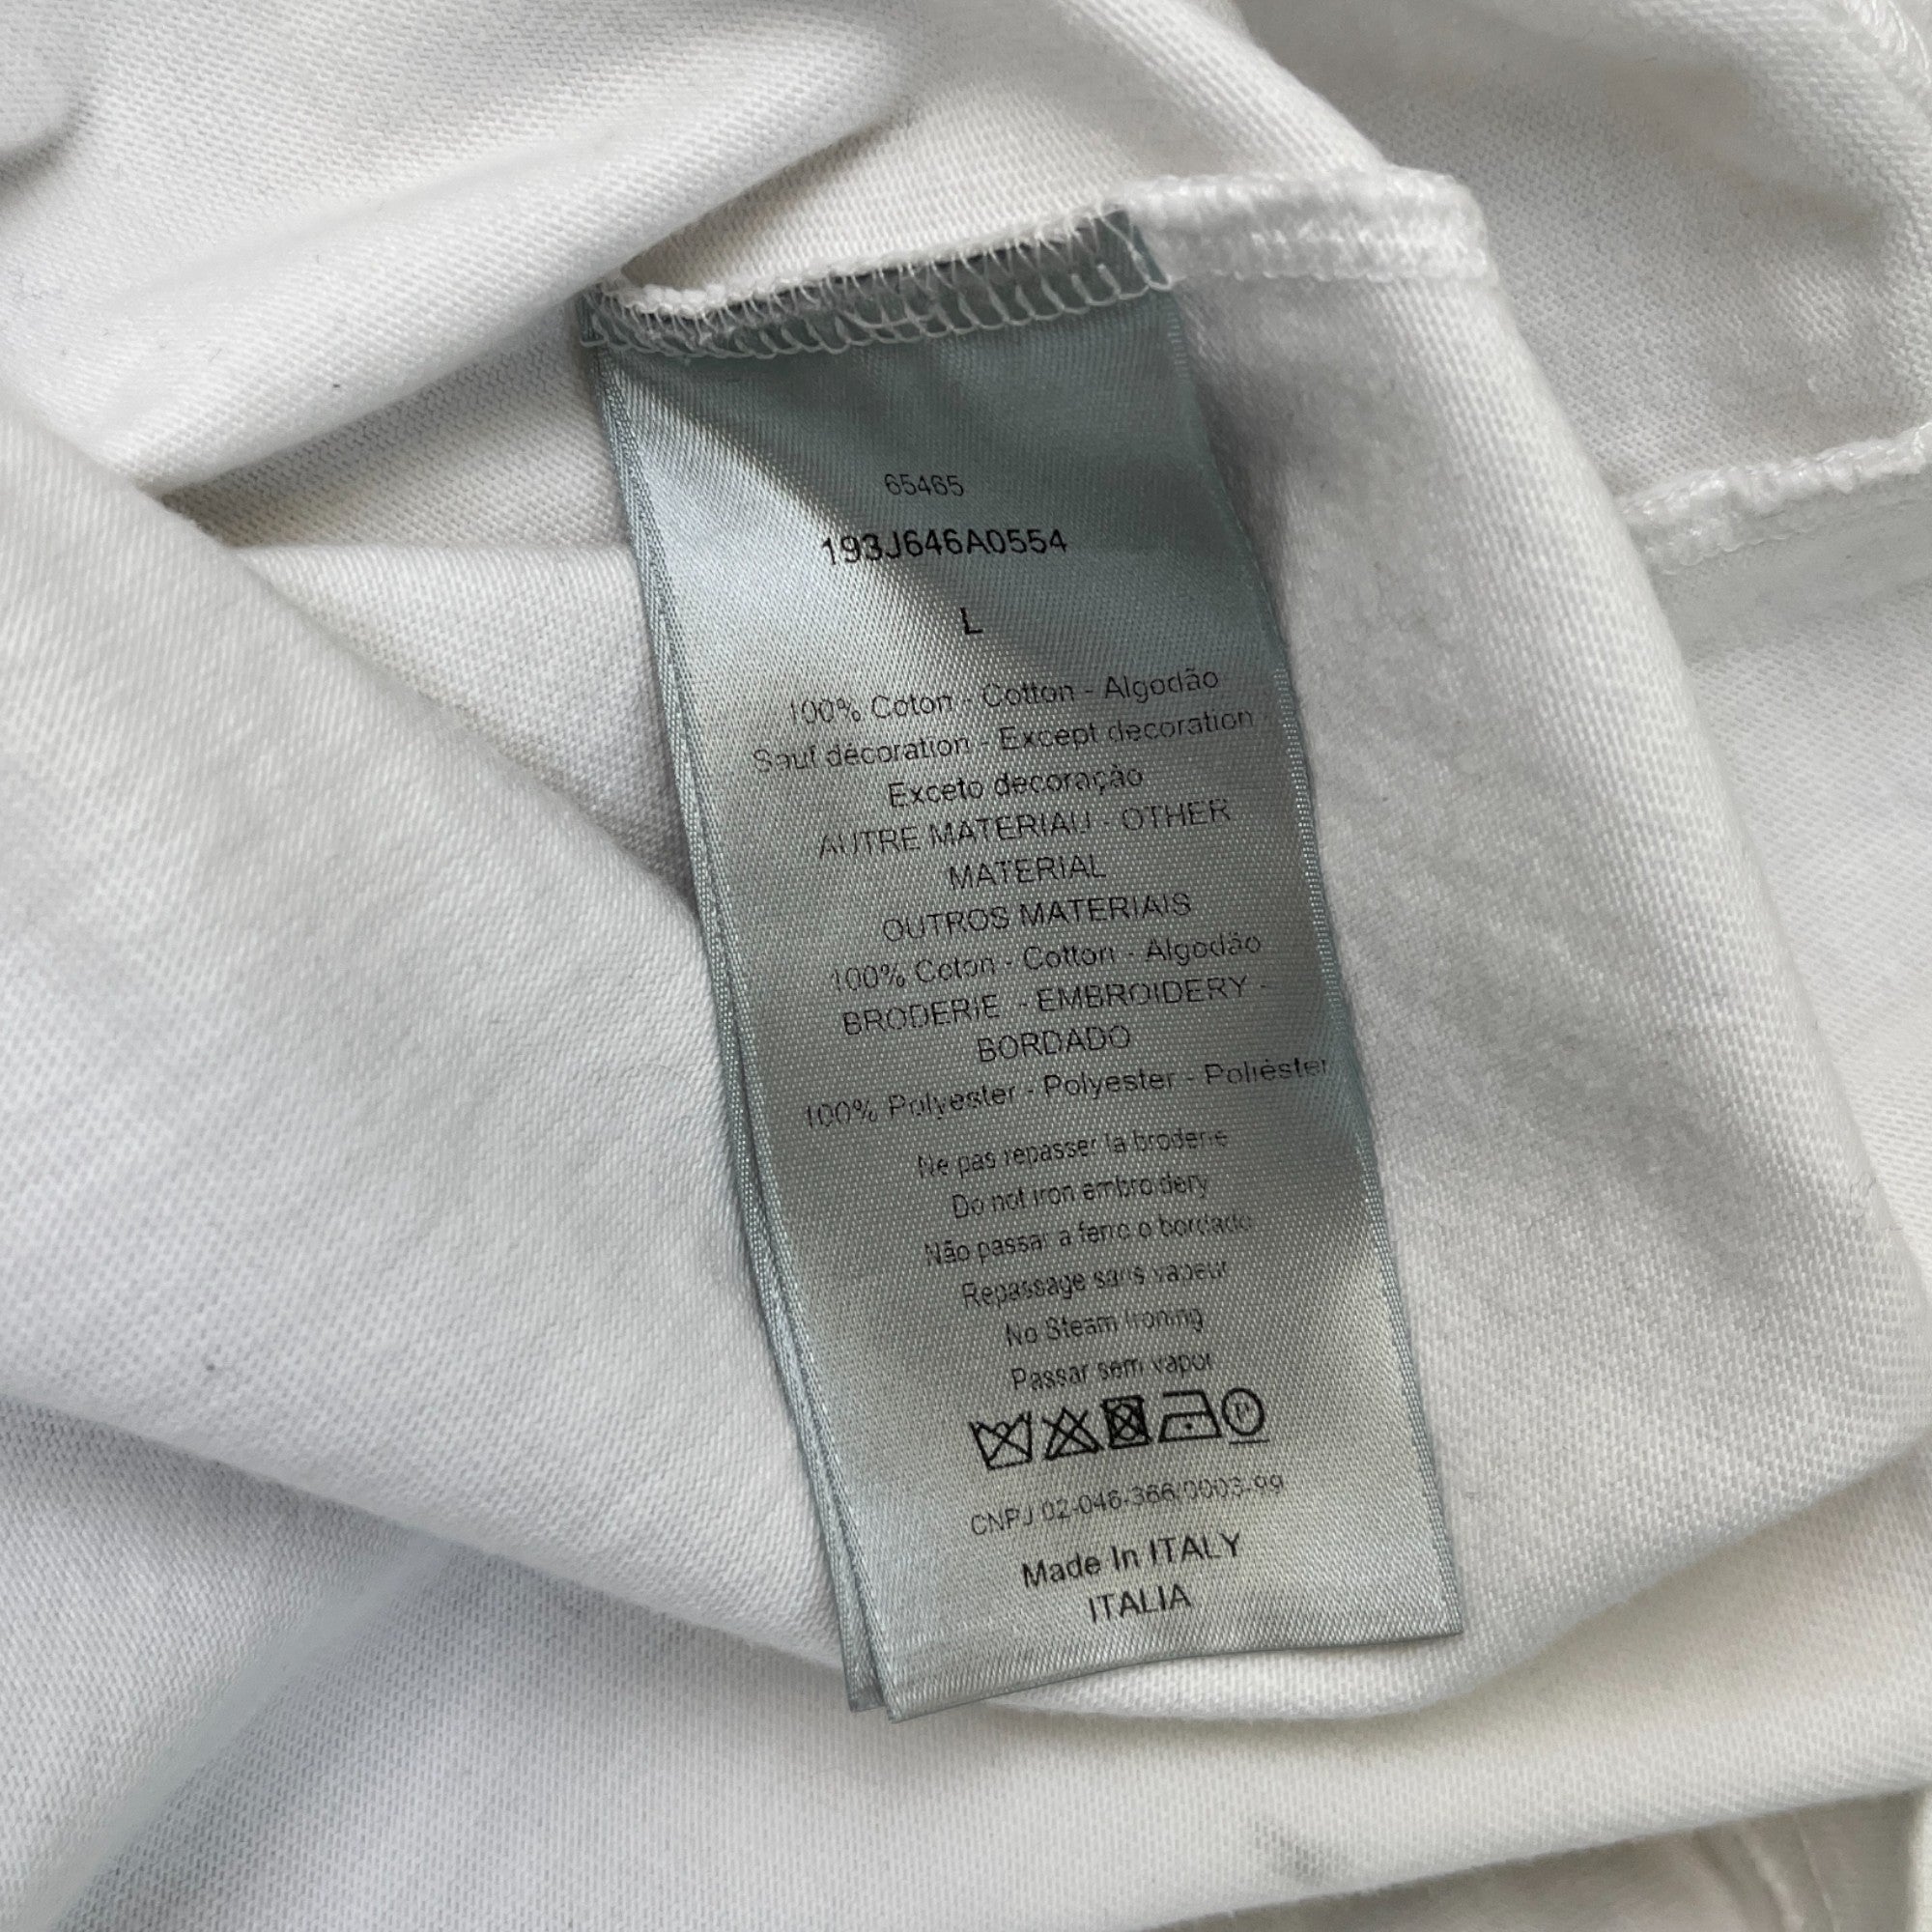 65465
193J646A0554
L
100% Coton - Cotton - Algodão
Sauf décoration - Except decoration
Exceto decoração
AUTRE MATERIAU - OTHER
MATERIAL
OUTROS MATERIAIS
100% Coton - Cotton - Algodão
BRODERIE - EMBROIDERY -
BORDADO
100% Polyester - Polyester - Poliéster
Ne pas repasser la broderie
Do not iron embroidery
Não passar a ferro o bordado
Repassage sans vapeur
No Steam Ironing
Passar sem vapor
P
CNPJ 02-046-366/0003-99
Made In ITALY
ITALIA